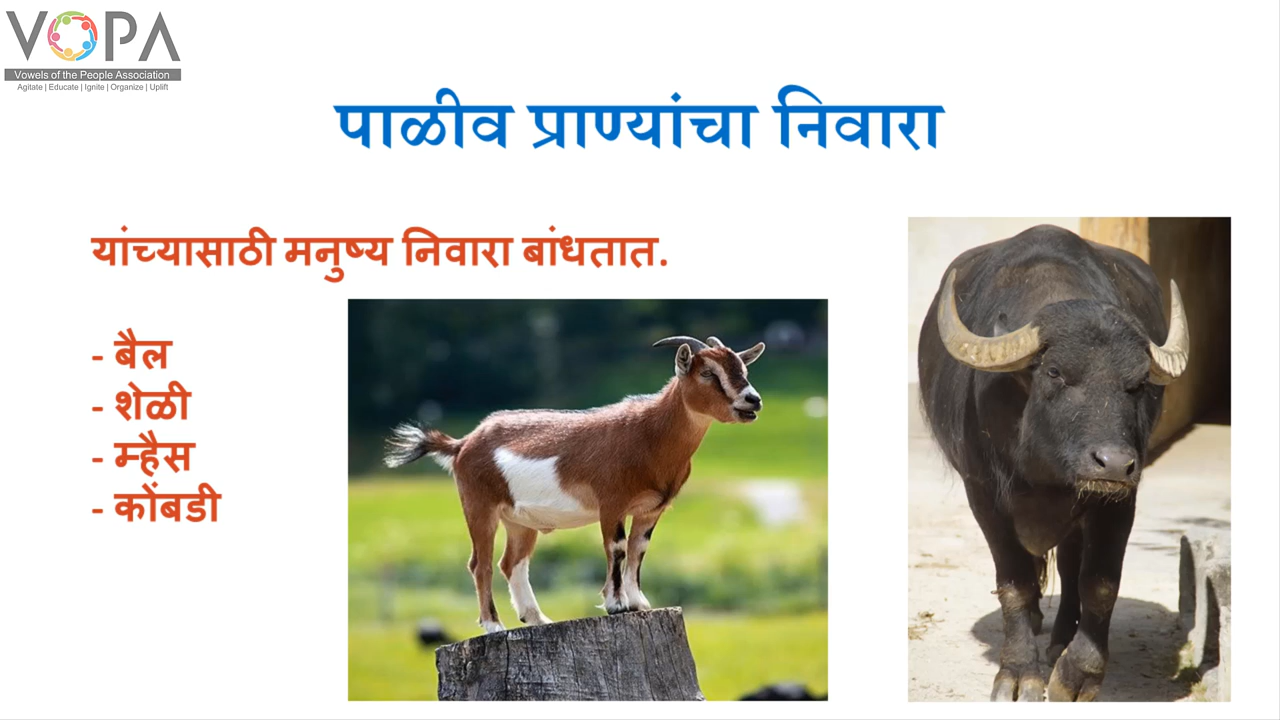 VOPA
Vowels of the People Association
Agitate | Educate | Ignite | Organize | Uplift
पाळीव प्राण्यांचा निवारा
यांच्यासाठी मनुष्य निवारा बांधतात.
- बैल
- शेळी
- म्हैस
- कोंबडी